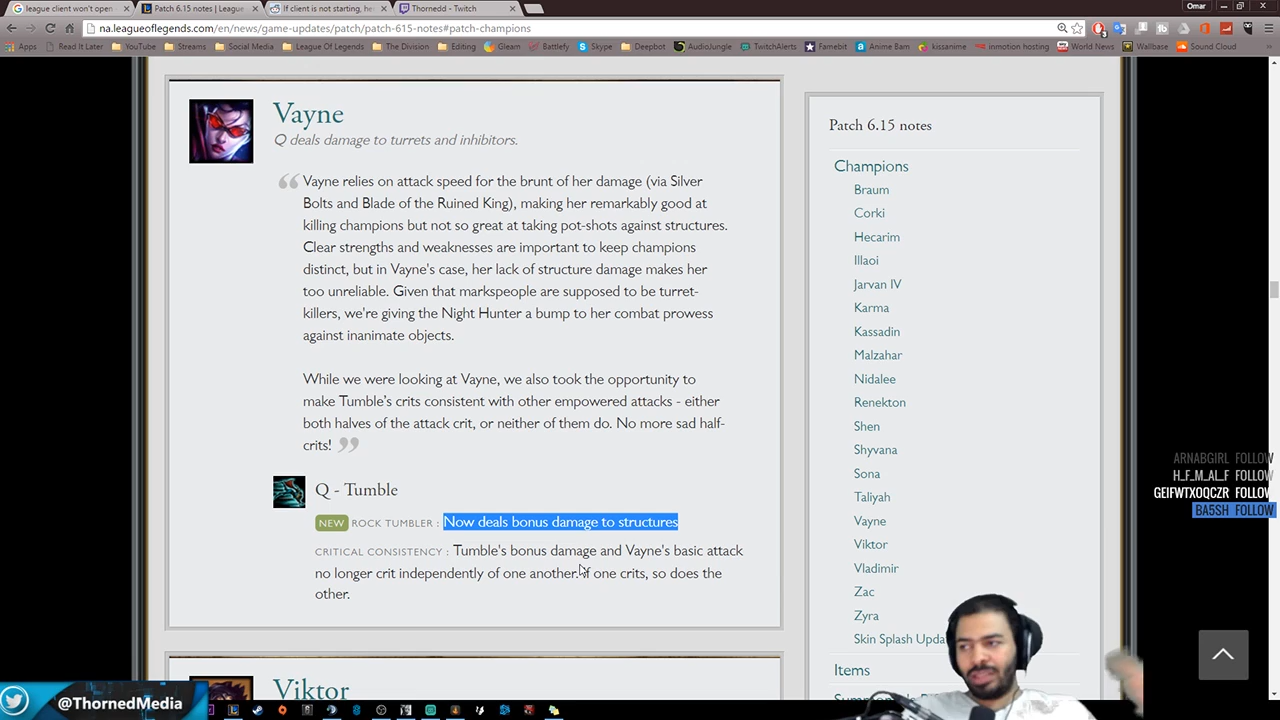 league client won't open
Patch 6.15 notes | League
If client is not starting, he
Thornedd - Twitch
Omar
na.leagueoflegends.com/en/news/game-updates/patch/patch-615-notes#patch-champions
Apps
Read It Later
YouTube
Streams
Social Media
League Of Legends
The Division
Editing
Gleam
Battlefy
Skype
Deepbot
AudioJungle
TwitchAlerts
Famebit
Anime Bam
kissanime
inmotion hosting
World News
Wallbase
Sound Cloud
Vayne
Q deals damage to turrets and inhibitors.
Vayne relies on attack speed for the brunt of her damage (via Silver
Bolts and Blade of the Ruined King), making her remarkably good at
killing champions but not so great at taking pot-shots against structures.
Clear strengths and weaknesses are important to keep champions
distinct, but in Vayne's case, her lack of structure damage makes her
too unreliable. Given that markspeople are supposed to be turret-
killers, we're giving the Night Hunter a bump to her combat prowess
against inanimate objects.
While we were looking at Vayne, we also took the opportunity to
make Tumble's crits consistent with other empowered attacks - either
both halves of the attack crit, or neither of them do. No more sad half-
crits!
Q - Tumble
NEW ROCK TUMBLER : Now deals bonus damage to structures
CRITICAL CONSISTENCY : Tumble's bonus damage and Vayne's basic attack
no longer crit independently of one another. If one crits, so does the
other.
Viktor
Patch 6.15 notes
Champions
Braum
Corki
Hecarim
Illaoi
Jarvan IV
Karma
Kassadin
Malzahar
Nidalee
Renekton
Shen
Shyvana
Sona
Taliyah
Vayne
Viktor
Vladimir
Zac
Zyra
Skin Splash Upda
Items
ARNABGIRL FOLLOW
H_F_M_AL_F FOLLOW
GEIFWTXOQCZR FOLLOW
BA5SH FOLLOW
@ThornedMedia